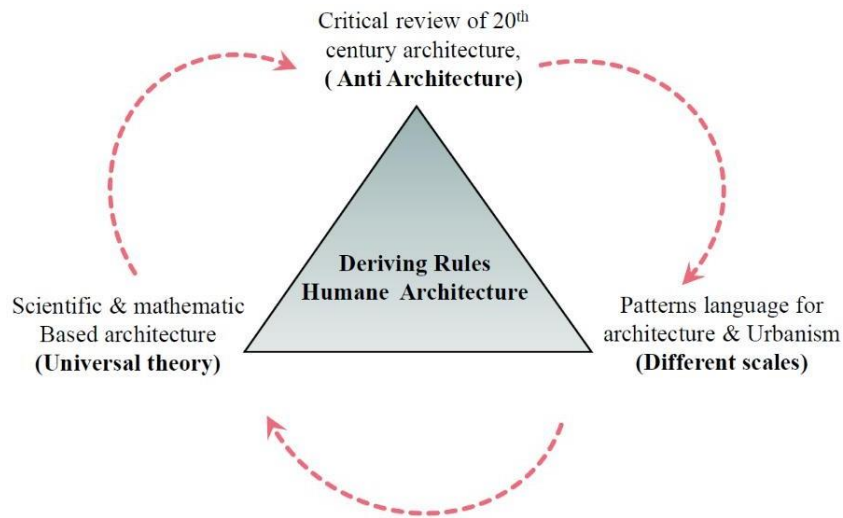 Critical review of 20th
century architecture,
( Anti Architecture)
Deriving Rules
Humane Architecture
Scientific & mathematic
Based architecture
(Universal theory)
Patterns language for
architecture & Urbanism
(Different scales)